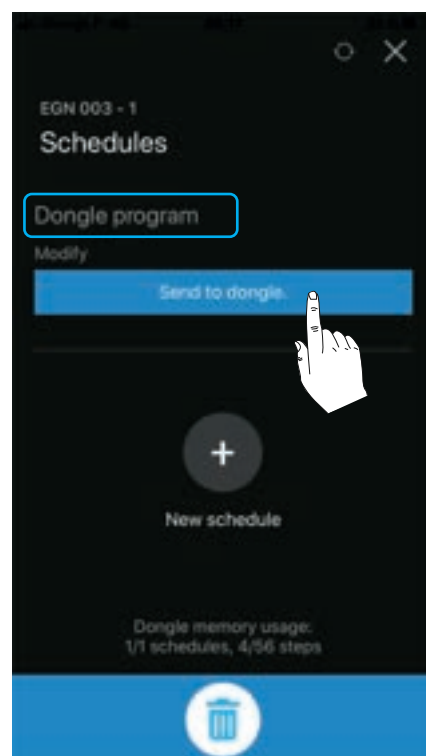 EGN 003 - 1
Schedules
Dongle program
Modify
Send to dongle.
New schedule
Dongle memory usage:
1/1 schedules, 4/56 steps